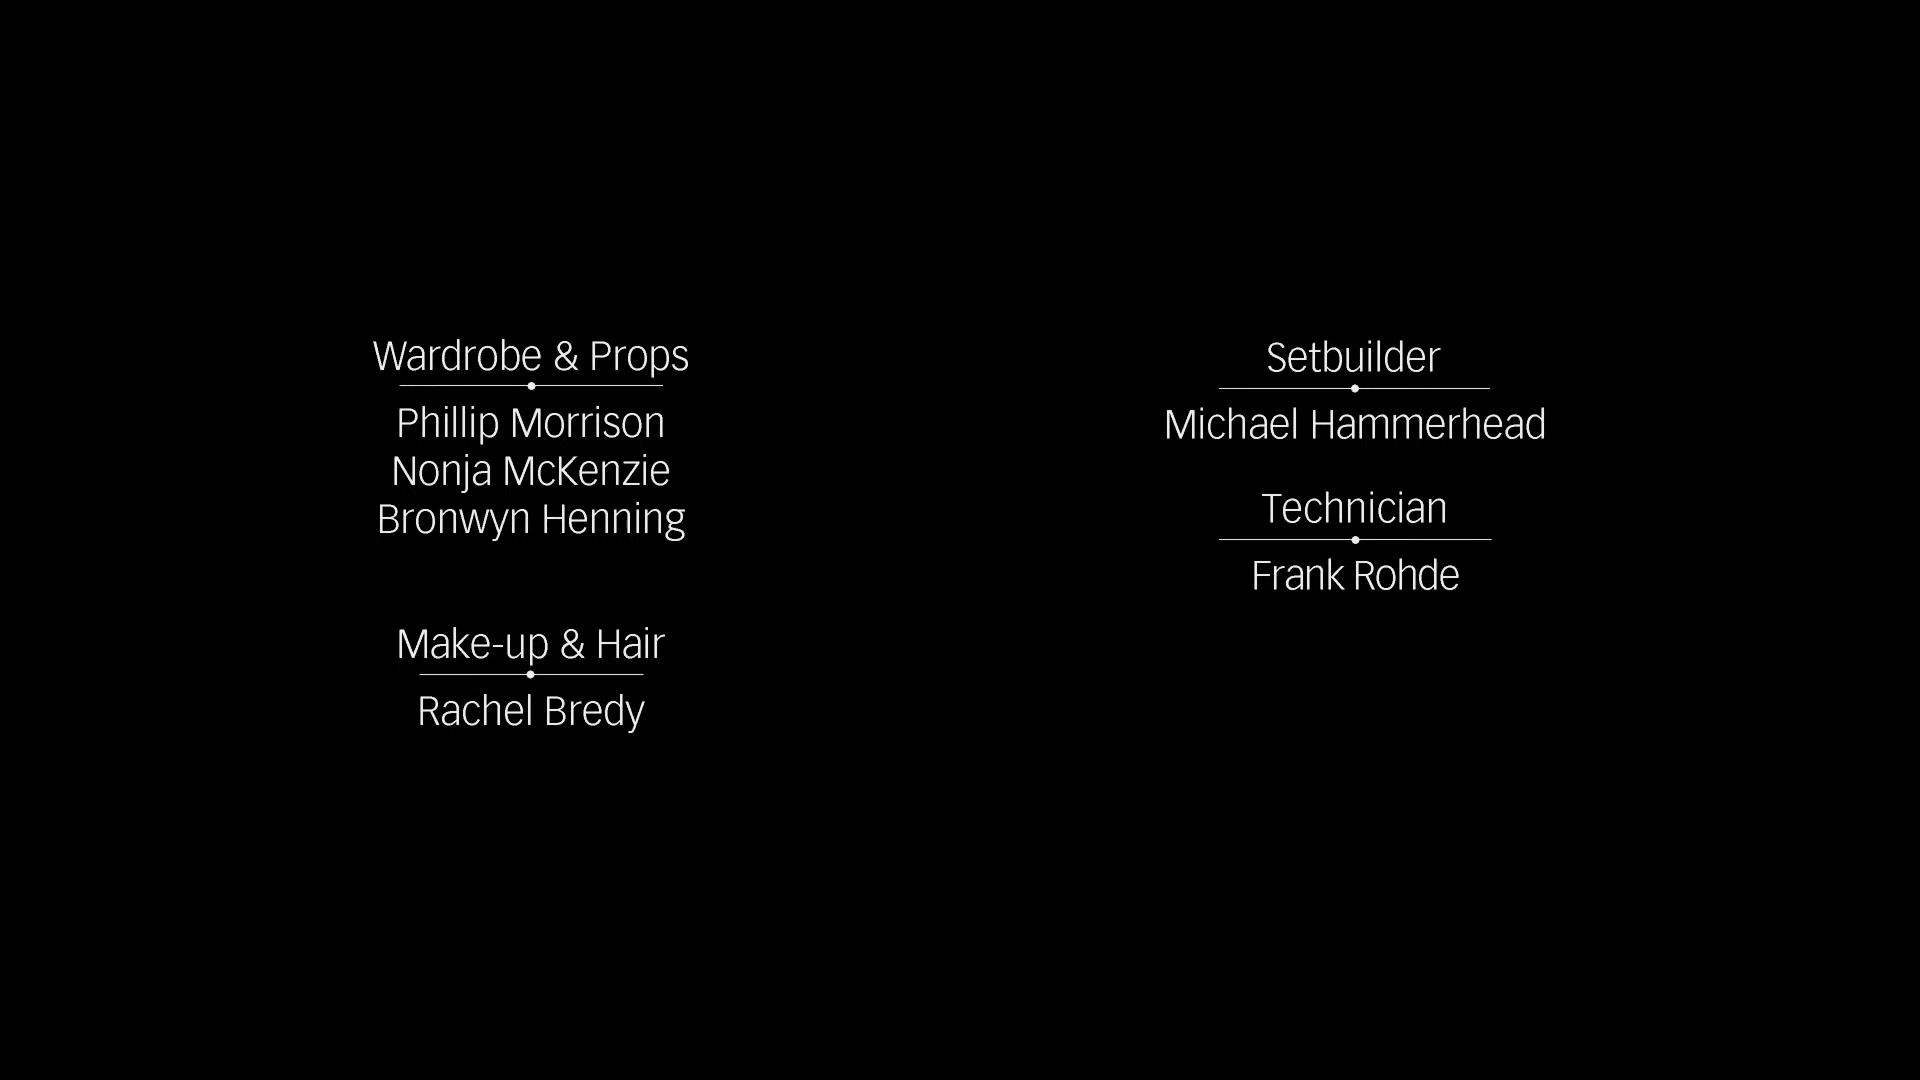 Wardrobe & Props
Phillip Morrison
Nonja McKenzie
Bronwyn Henning
Make-up & Hair
Rachel Bredy
Setbuilder
Michael Hammerhead
Technician
Frank Rohde